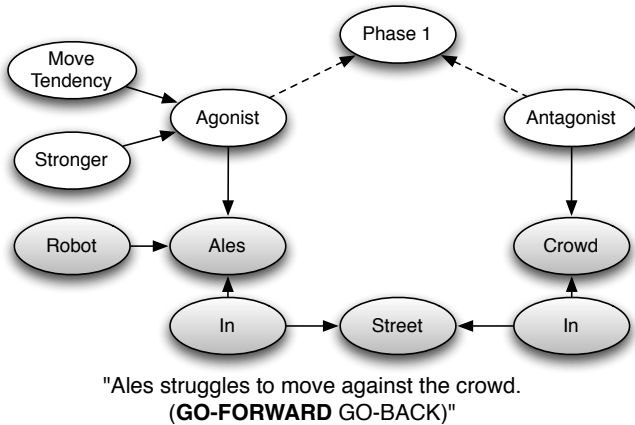 Phase 1
Move
Tendency
Agonist
Antagonist
Stronger
Robot
Ales
Crowd
In
Street
In
"Ales struggles to move against the crowd.
(GO-FORWARD GO-BACK)"